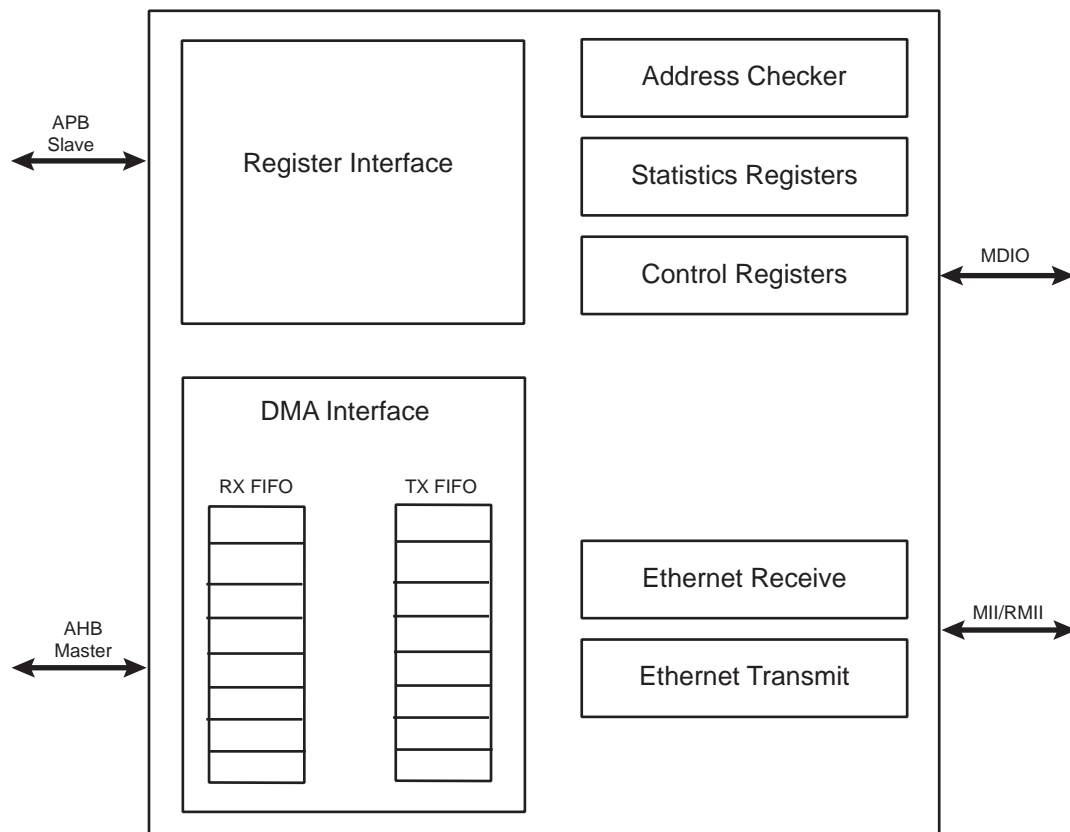 APB
Slave
Register Interface
Address Checker
Statistics Registers
Control Registers
MDIO
DMA Interface
RX FIFO
TX FIFO
AHB
Master
Ethernet Receive
Ethernet Transmit
MII/RMII